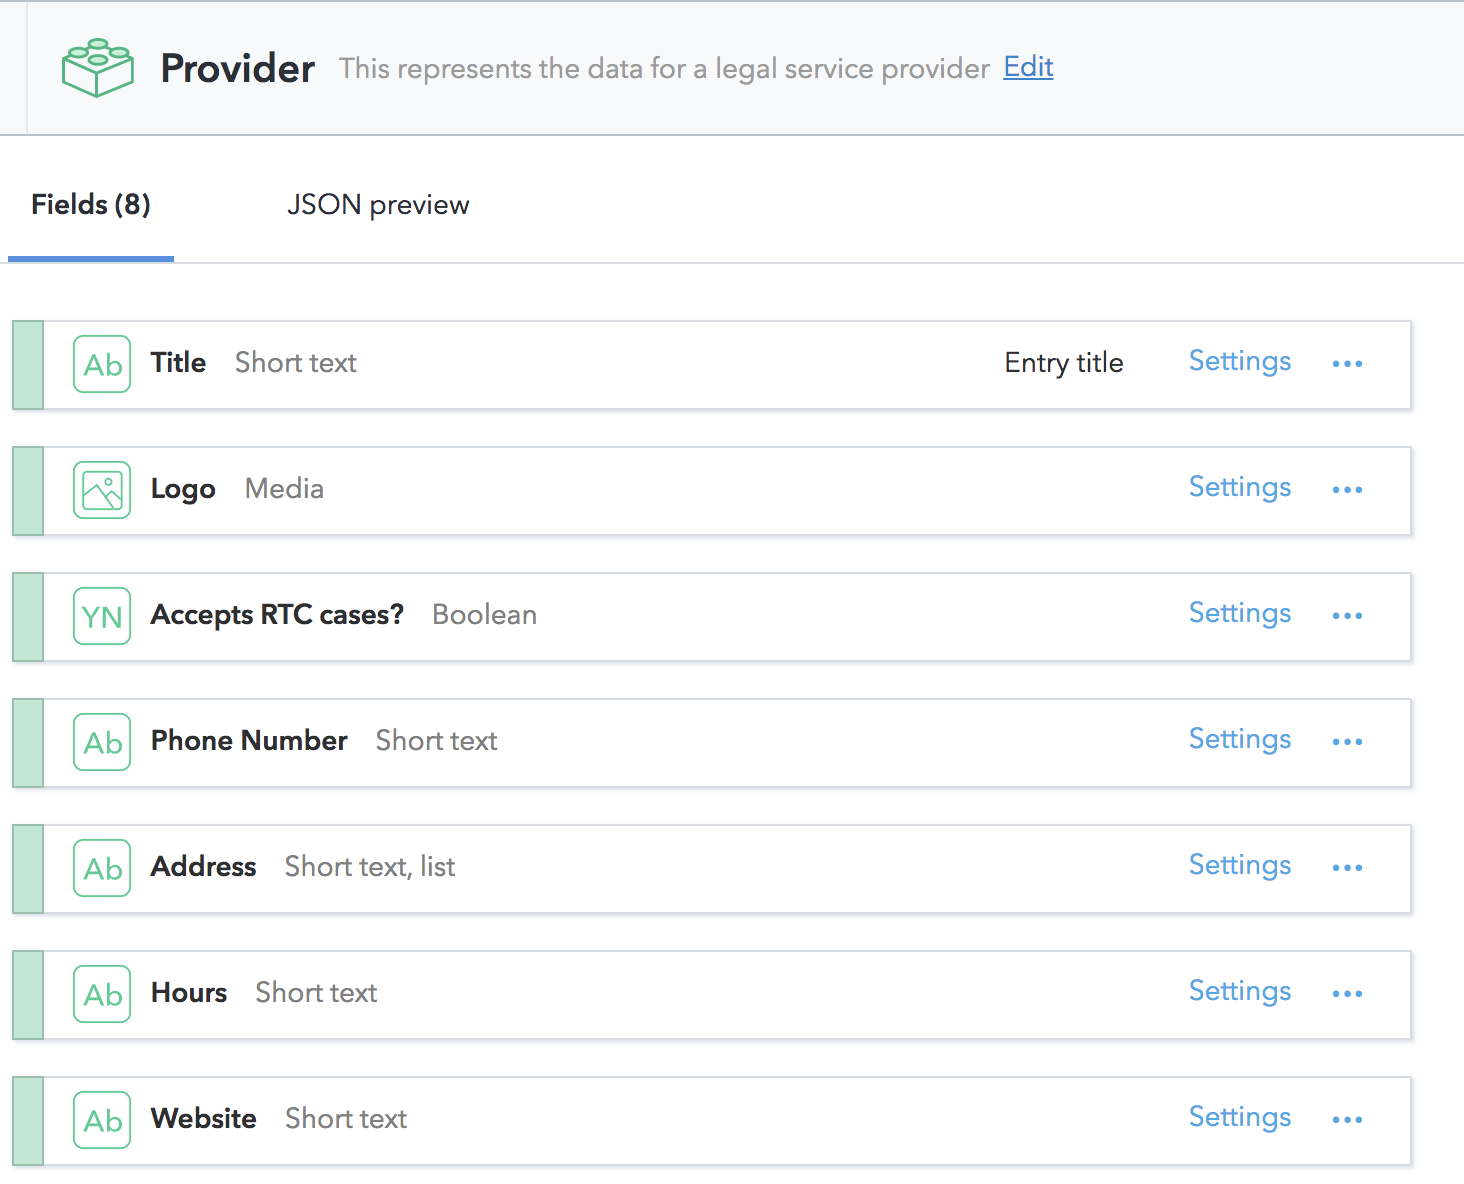 Provider This represents the data for a legal service provider Edit
Fields (8) JSON preview
Ab Title Short text Entry title Settings ...
Logo Media Settings ...
YN Accepts RTC cases? Boolean Settings ...
Ab Phone Number Short text Settings ...
Ab Address Short text, list Settings ...
Ab Hours Short text Settings ...
Ab Website Short text Settings ...